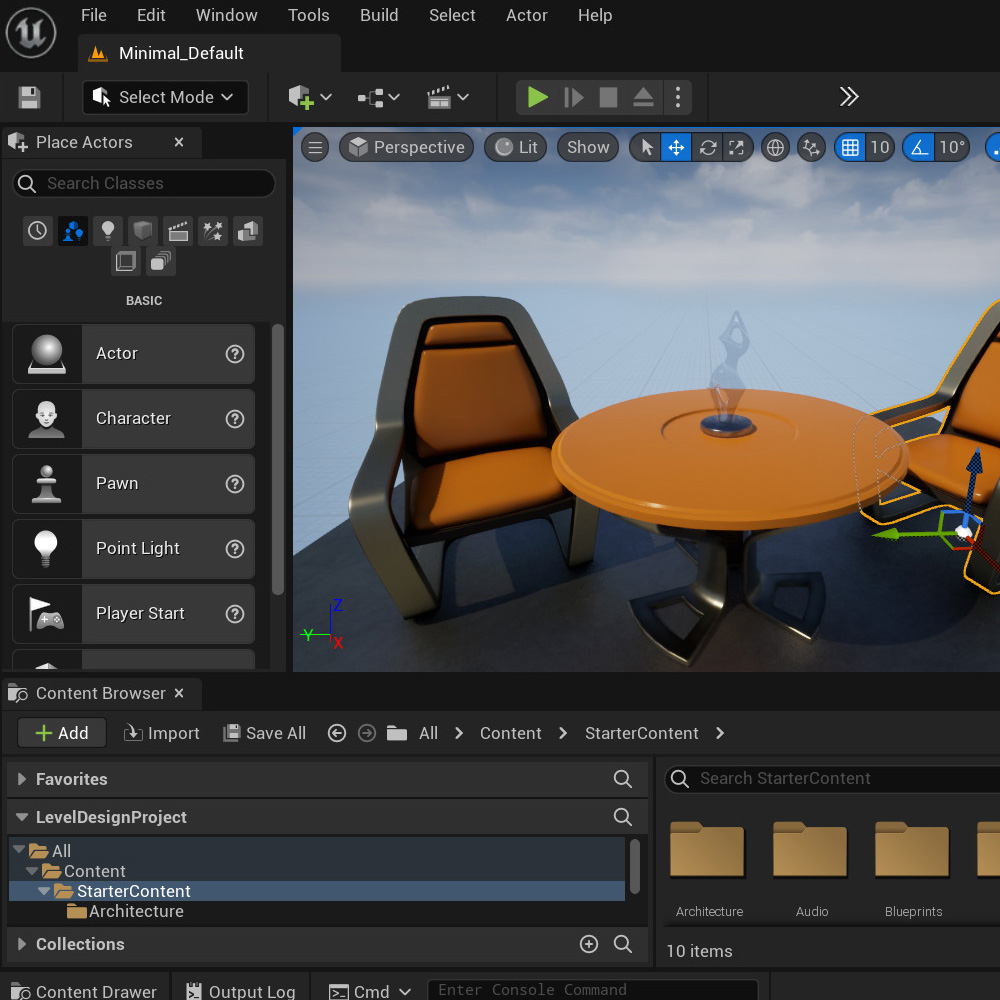 File Edit Window Tools Build Select Actor Help
Minimal_Default
Select Mode
Place Actors
Perspective Lit Show 10 10°
Search Classes
BASIC
Actor
Character
Pawn
Point Light
Player Start
Z
Y
X
Content Browser
Add Import Save All All Content StarterContent
Favorites
Search StarterContent
LevelDesignProject
All
Content
StarterContent
Architecture
Architecture Audio Blueprints
Collections
10 items
Content Drawer Output Log Cmd Enter Console Command